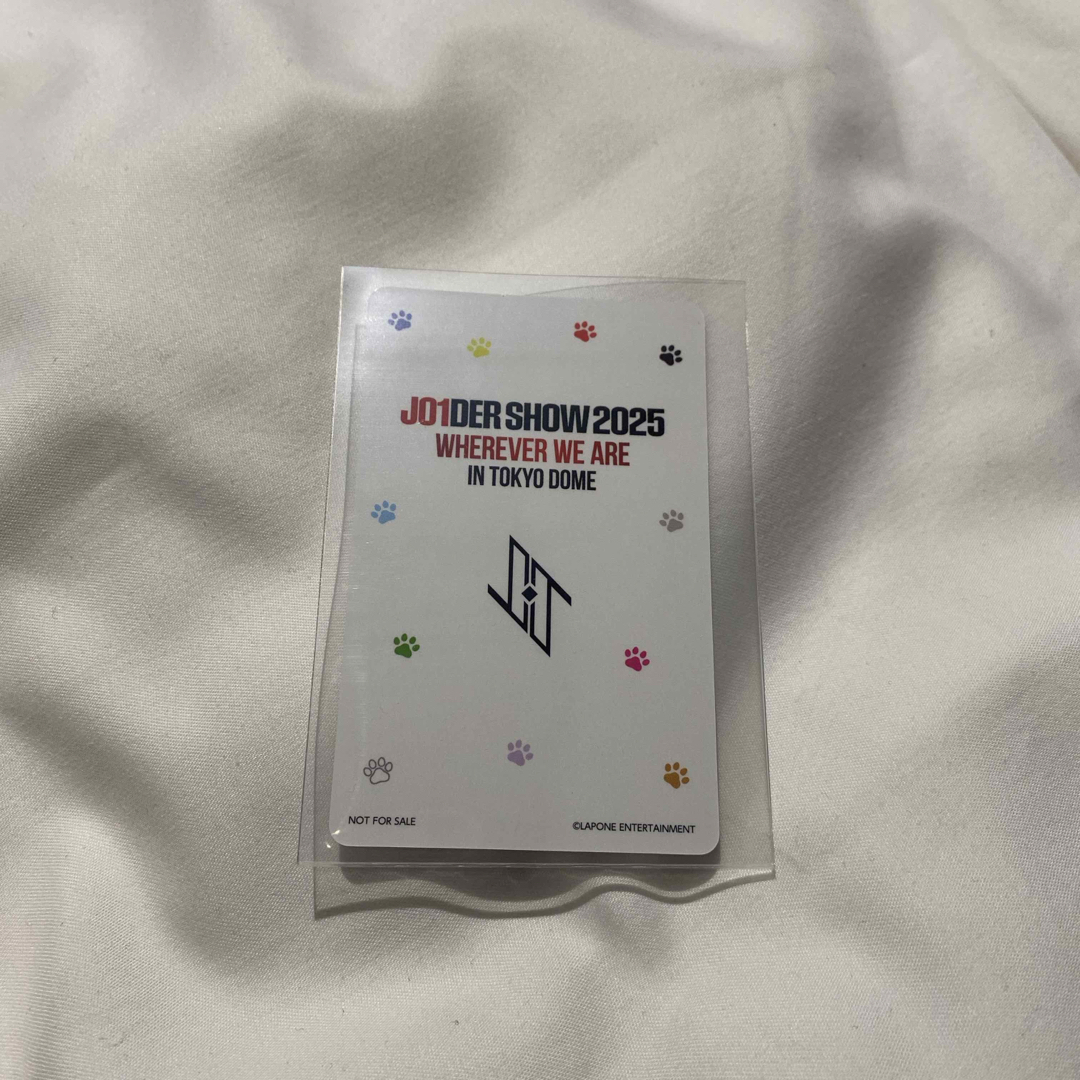 JO1DER SHOW 2025
WHEREVER WE ARE
IN TOKYO DOME
NOT FOR SALE
©LAPONE ENTERTAINMENT